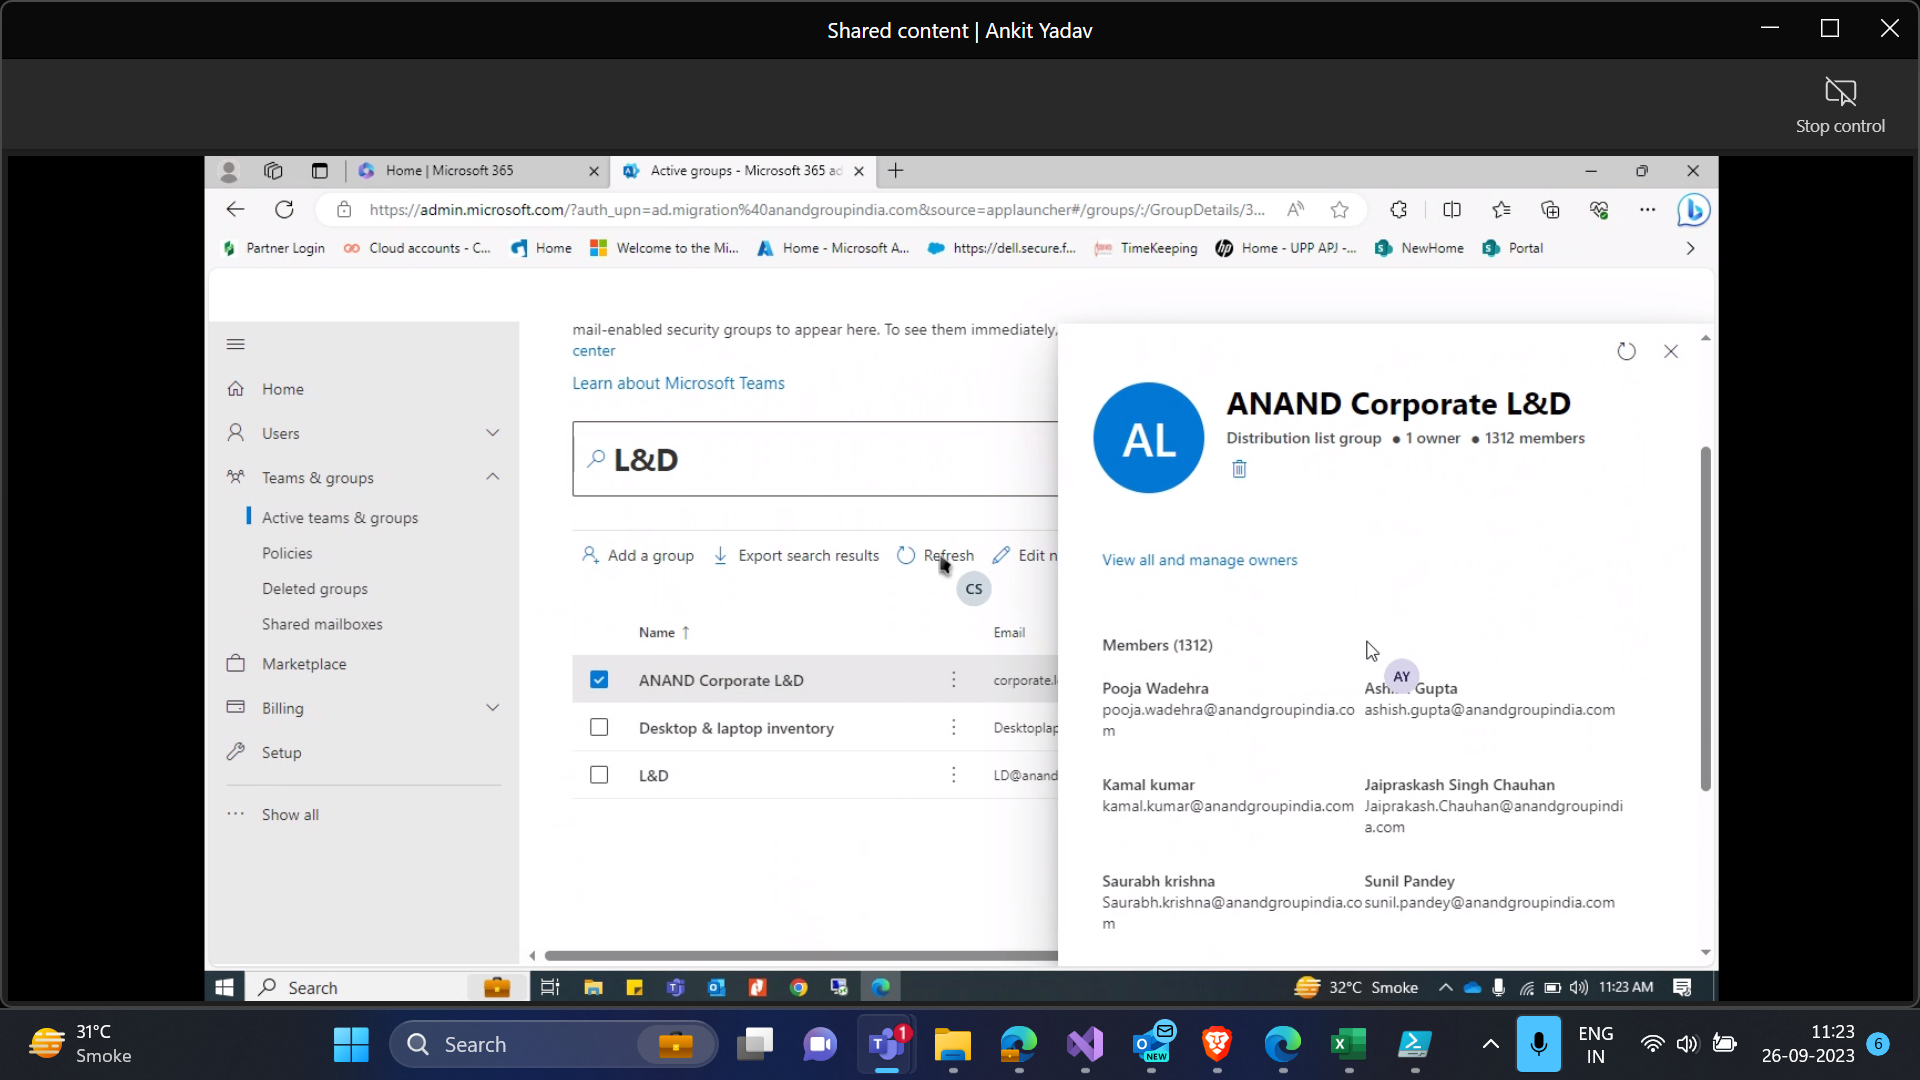 Shared content | Ankit Yadav
Stop control
Home | Microsoft 365
Active groups - Microsoft 365 ad
https://admin.microsoft.com/?auth_upn=ad.migration%40anandgroupindia.com&source=applauncher#/groups/:/GroupDetails/3...
Partner Login
Cloud accounts - C...
Home
Welcome to the Mi...
Home - Microsoft A...
https://dell.secure.f...
TimeKeeping
Home - UPP APJ -...
NewHome
Portal
Home
Users
Teams & groups
Active teams & groups
Policies
Deleted groups
Shared mailboxes
Marketplace
Billing
Setup
Show all
mail-enabled security groups to appear here. To see them immediately,
center
Learn about Microsoft Teams
L&D
Add a group
Export search results
Refresh
Edit n
CS
Name ↑
Email
ANAND Corporate L&D
corporate.l
Desktop & laptop inventory
Desktoplap
L&D
LD@anand
AL
ANAND Corporate L&D
Distribution list group ● 1 owner ● 1312 members
View all and manage owners
Members (1312)
AY
Pooja Wadehra
pooja.wadehra@anandgroupindia.co
m
Gupta
ashish.gupta@anandgroupindia.com
Kamal kumar
kamal.kumar@anandgroupindia.com
Jaipraskash Singh Chauhan
Jaiprakash.Chauhan@anandgroupindi
a.com
Saurabh krishna
Saurabh.krishna@anandgroupindia.co
m
Sunil Pandey
sunil.pandey@anandgroupindia.com
Search
32°C Smoke
11:23 AM
31°C
Smoke
Search
1
NEW
ENG
IN
11:23
26-09-2023
6